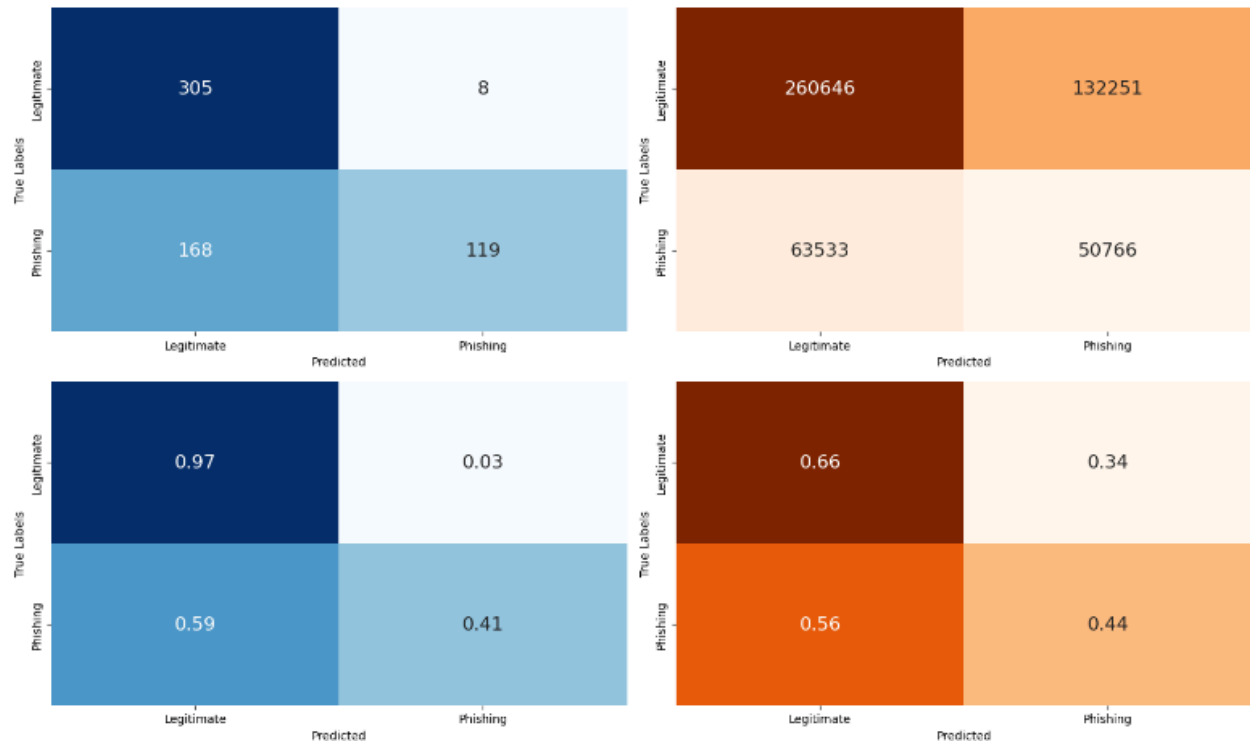 Legitimate
305
8
True Labels
Phishing
168
119
Legitimate
Phishing
Predicted
Legitimate
260646
132251
True Labels
Phishing
63533
50766
Legitimate
Phishing
Predicted
Legitimate
0.97
0.03
True Labels
Phishing
0.59
0.41
Legitimate
Phishing
Predicted
Legitimate
0.66
0.34
True Labels
Phishing
0.56
0.44
Legitimate
Phishing
Predicted